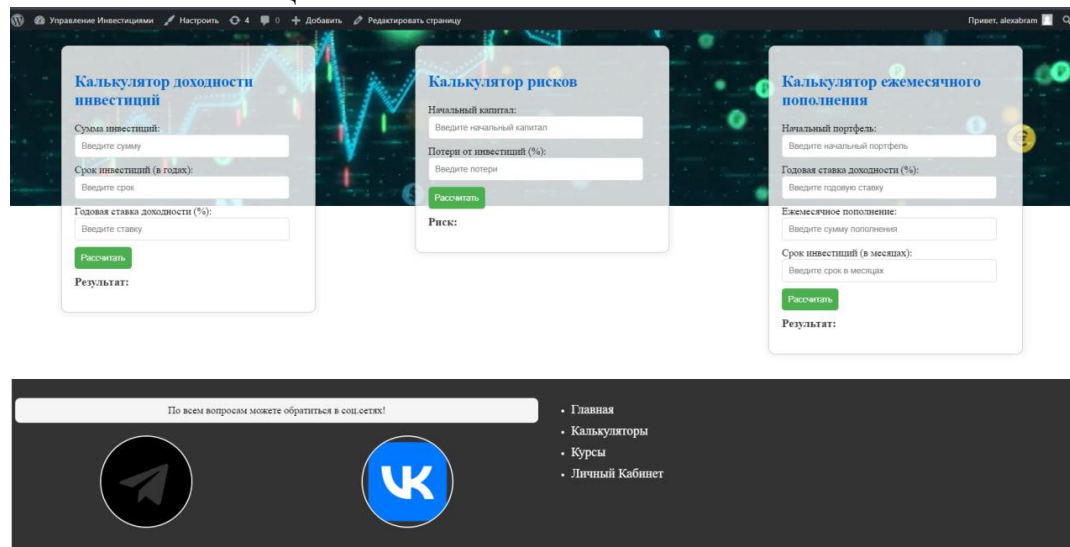 Управление Инвестициями Настроить 4 0 Добавить Редактировать страницу Привет, alexabram
Калькулятор доходности
инвестиций
Сумма инвестиций:
Введите сумму
Срок инвестиций (в годах):
Введите срок
Годовая ставка доходности (%):
Введите ставку
Рассчитать
Результат:
Калькулятор рисков
Начальный капитал:
Введите начальный капитал
Потери от инвестиций (%):
Введите потери
Рассчитать
Риск:
Калькулятор ежемесячного
пополнения
Начальный портфель:
Введите начальный портфель
Годовая ставка доходности (%):
Введите годовую ставку
Ежемесячное пополнение:
Введите сумму пополнения
Срок инвестиций (в месяцах):
Введите срок в месяцах
Рассчитать
Результат:
По всем вопросам можете обратиться в соц.сетях!
VK
Главная
Калькуляторы
Курсы
Личный Кабинет